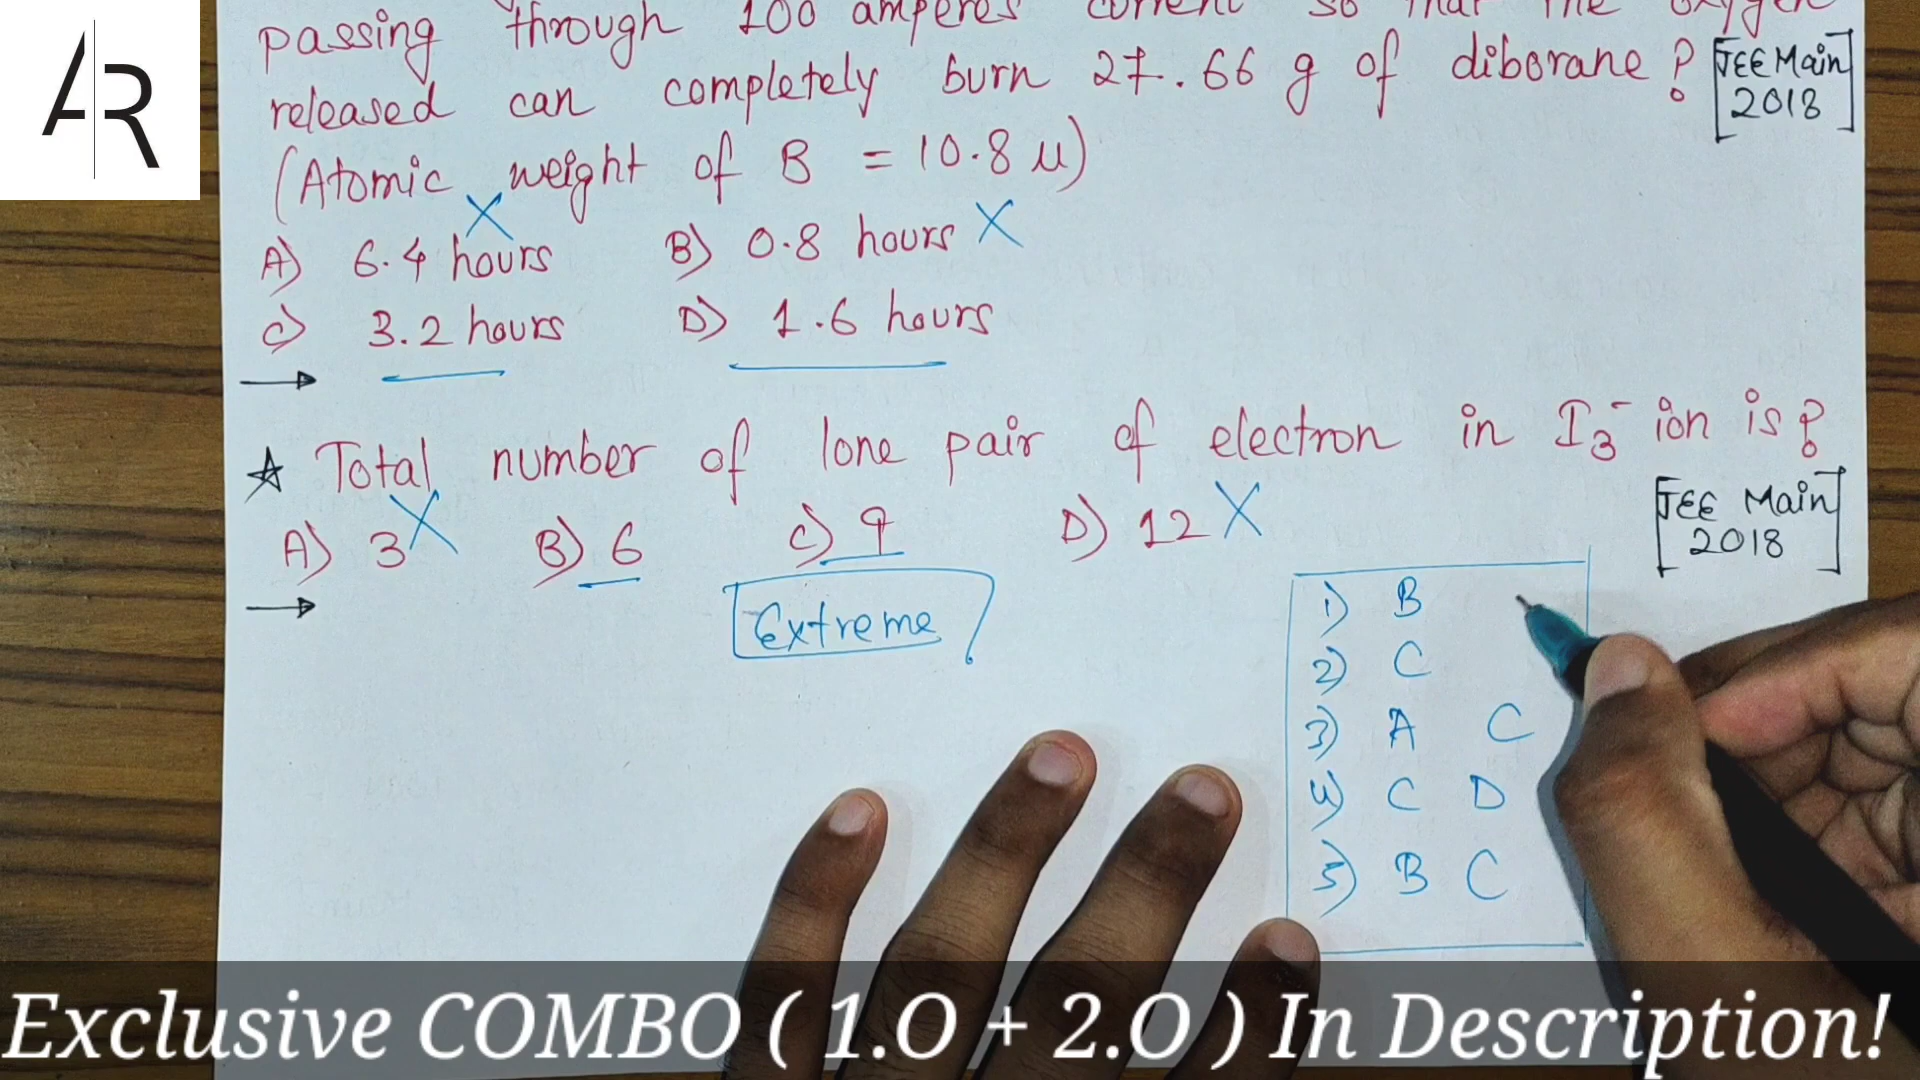 AR
passing through 100 amperes current so that the oxygen
released can completely burn 27.66 g of diborane?
[JEE Main 2018]
(Atomic weight of B = 10.8 u)
A) 6.4 hours B) 0.8 hours
C) 3.2 hours D) 1.6 hours
Total number of lone pair of electron in I3- ion is?
[JEE Main 2018]
A) 3 B) 6 C) 9 D) 12
Extreme
1) B
2) C
3) A C
4) C D
5) B C
Exclusive COMBO ( 1.O + 2.O ) In Description!